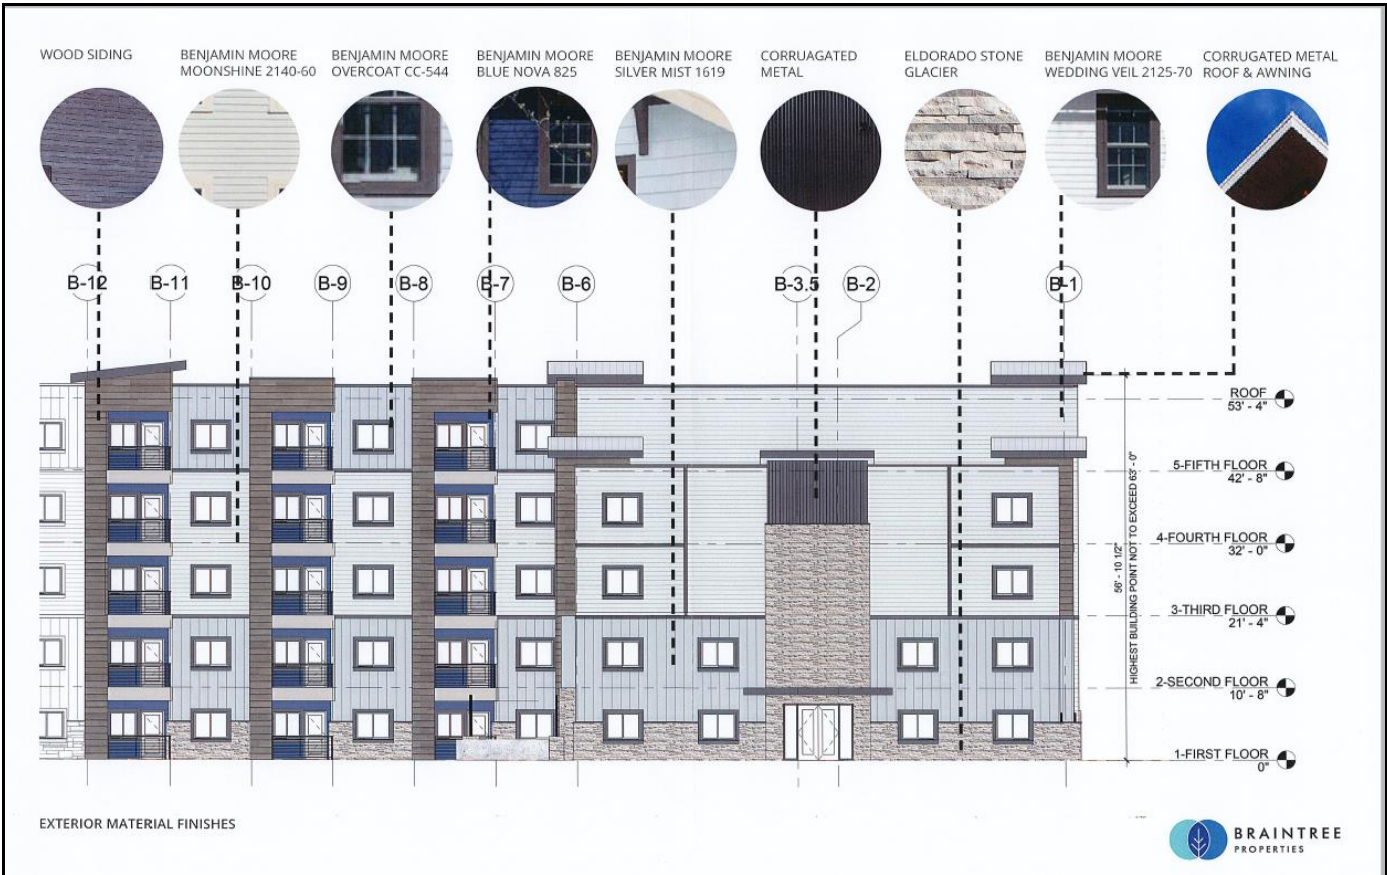 WOOD SIDING
BENJAMIN MOORE
MOONSHINE 2140-60
BENJAMIN MOORE
OVERCOAT CC-544
BENJAMIN MOORE
BLUE NOVA 825
BENJAMIN MOORE
SILVER MIST 1619
CORRUAGATED
METAL
ELDORADO STONE
GLACIER
BENJAMIN MOORE
WEDDING VEIL 2125-70
CORRUGATED METAL
ROOF & AWNING
B-12
B-11
B-10
B-9
B-8
B-7
B-6
B-3.5
B-2
B-1
ROOF
53' - 4"
5-FIFTH FLOOR
42' - 8"
4-FOURTH FLOOR
32' - 0"
3-THIRD FLOOR
21' - 4"
2-SECOND FLOOR
10' - 8"
1-FIRST FLOOR
0"
56' - 10 1/2"
HIGHEST BUILDING POINT NOT TO EXCEED 63' - 0"
EXTERIOR MATERIAL FINISHES
BRAINTREE
PROPERTIES